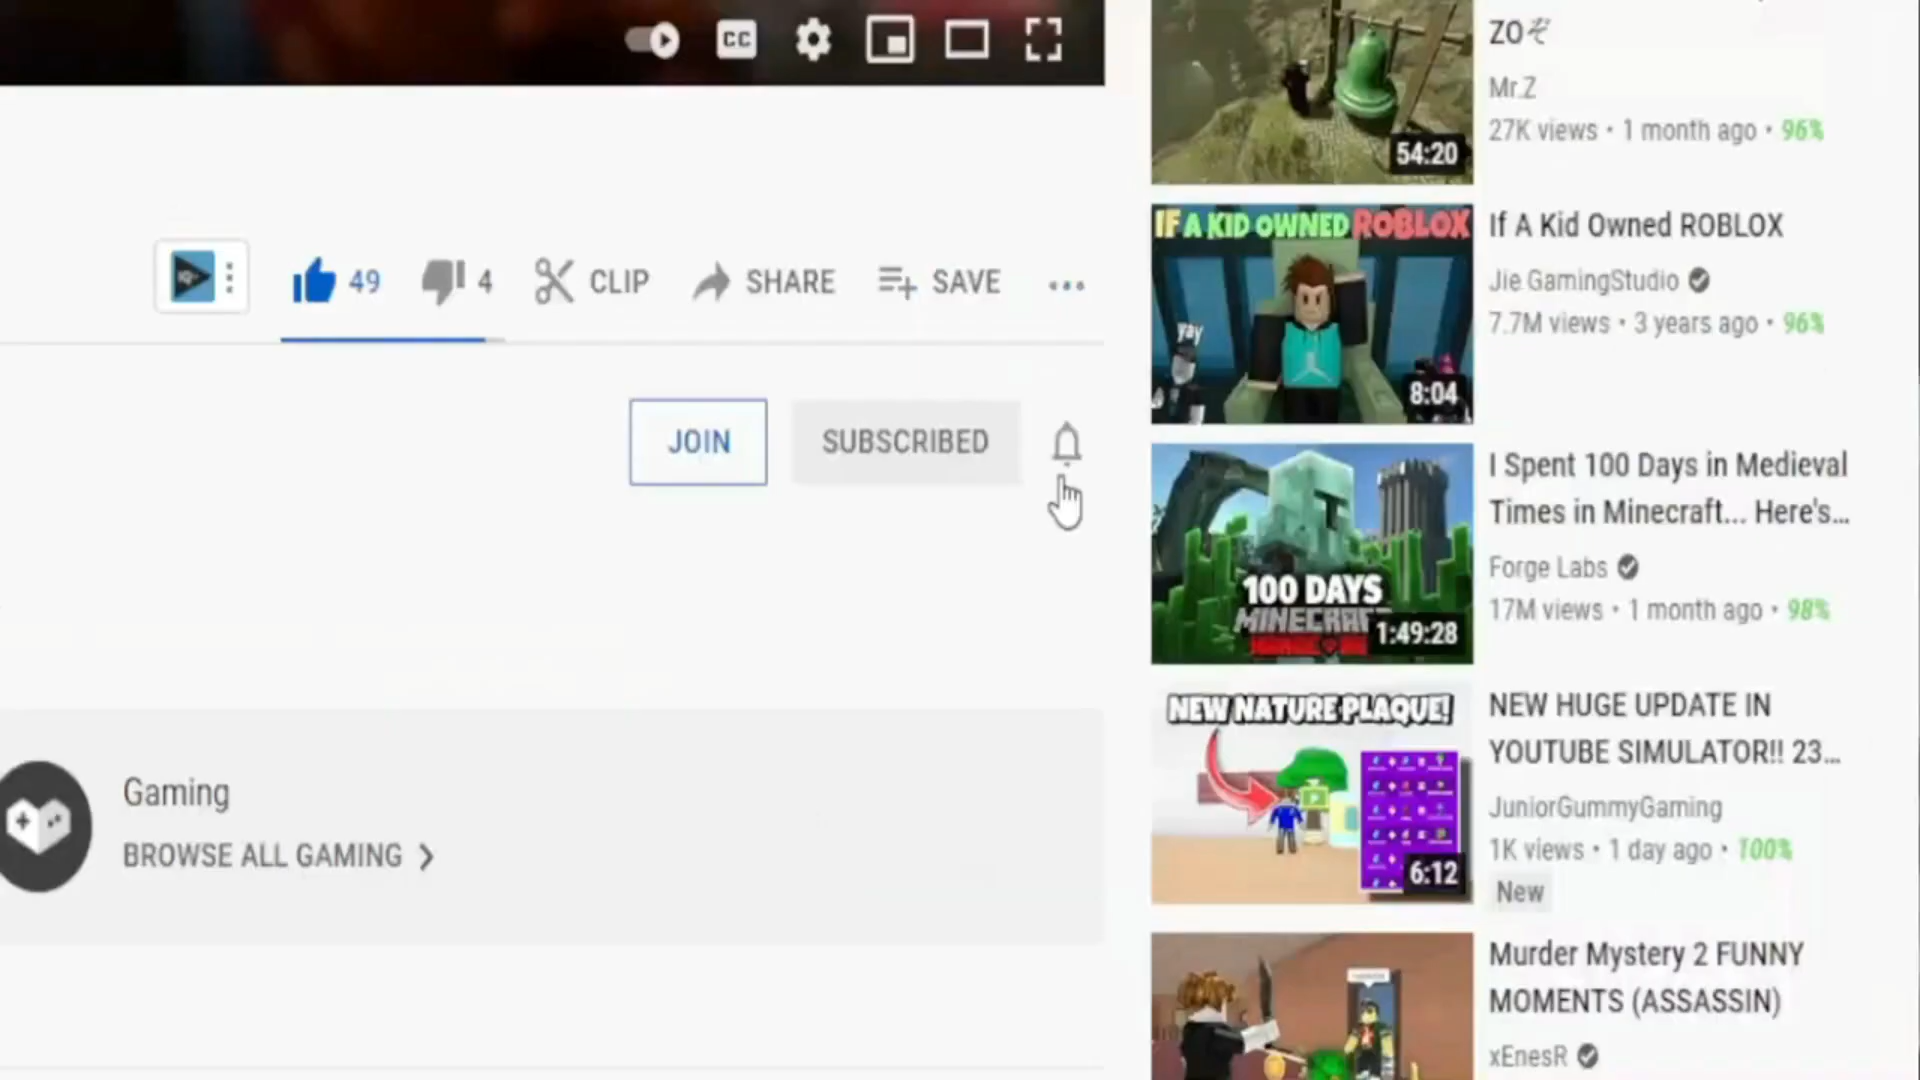 CC
49
4
CLIP
SHARE
SAVE
JOIN
SUBSCRIBED
Gaming
BROWSE ALL GAMING
ZOぞ
Mr.Z
27K views • 1 month ago • 96%
54:20
IF A KID OWNED ROBLOX
yay
8:04
If A Kid Owned ROBLOX
Jie GamingStudio
7.7M views • 3 years ago • 96%
100 DAYS
MINECRAFT
1:49:28
I Spent 100 Days in Medieval
Times in Minecraft... Here's...
Forge Labs
17M views • 1 month ago • 98%
NEW NATURE PLAQUE!
6:12
NEW HUGE UPDATE IN
YOUTUBE SIMULATOR!! 23...
JuniorGummyGaming
1K views • 1 day ago • 100%
New
Murder Mystery 2 FUNNY
MOMENTS (ASSASSIN)
xEnesR